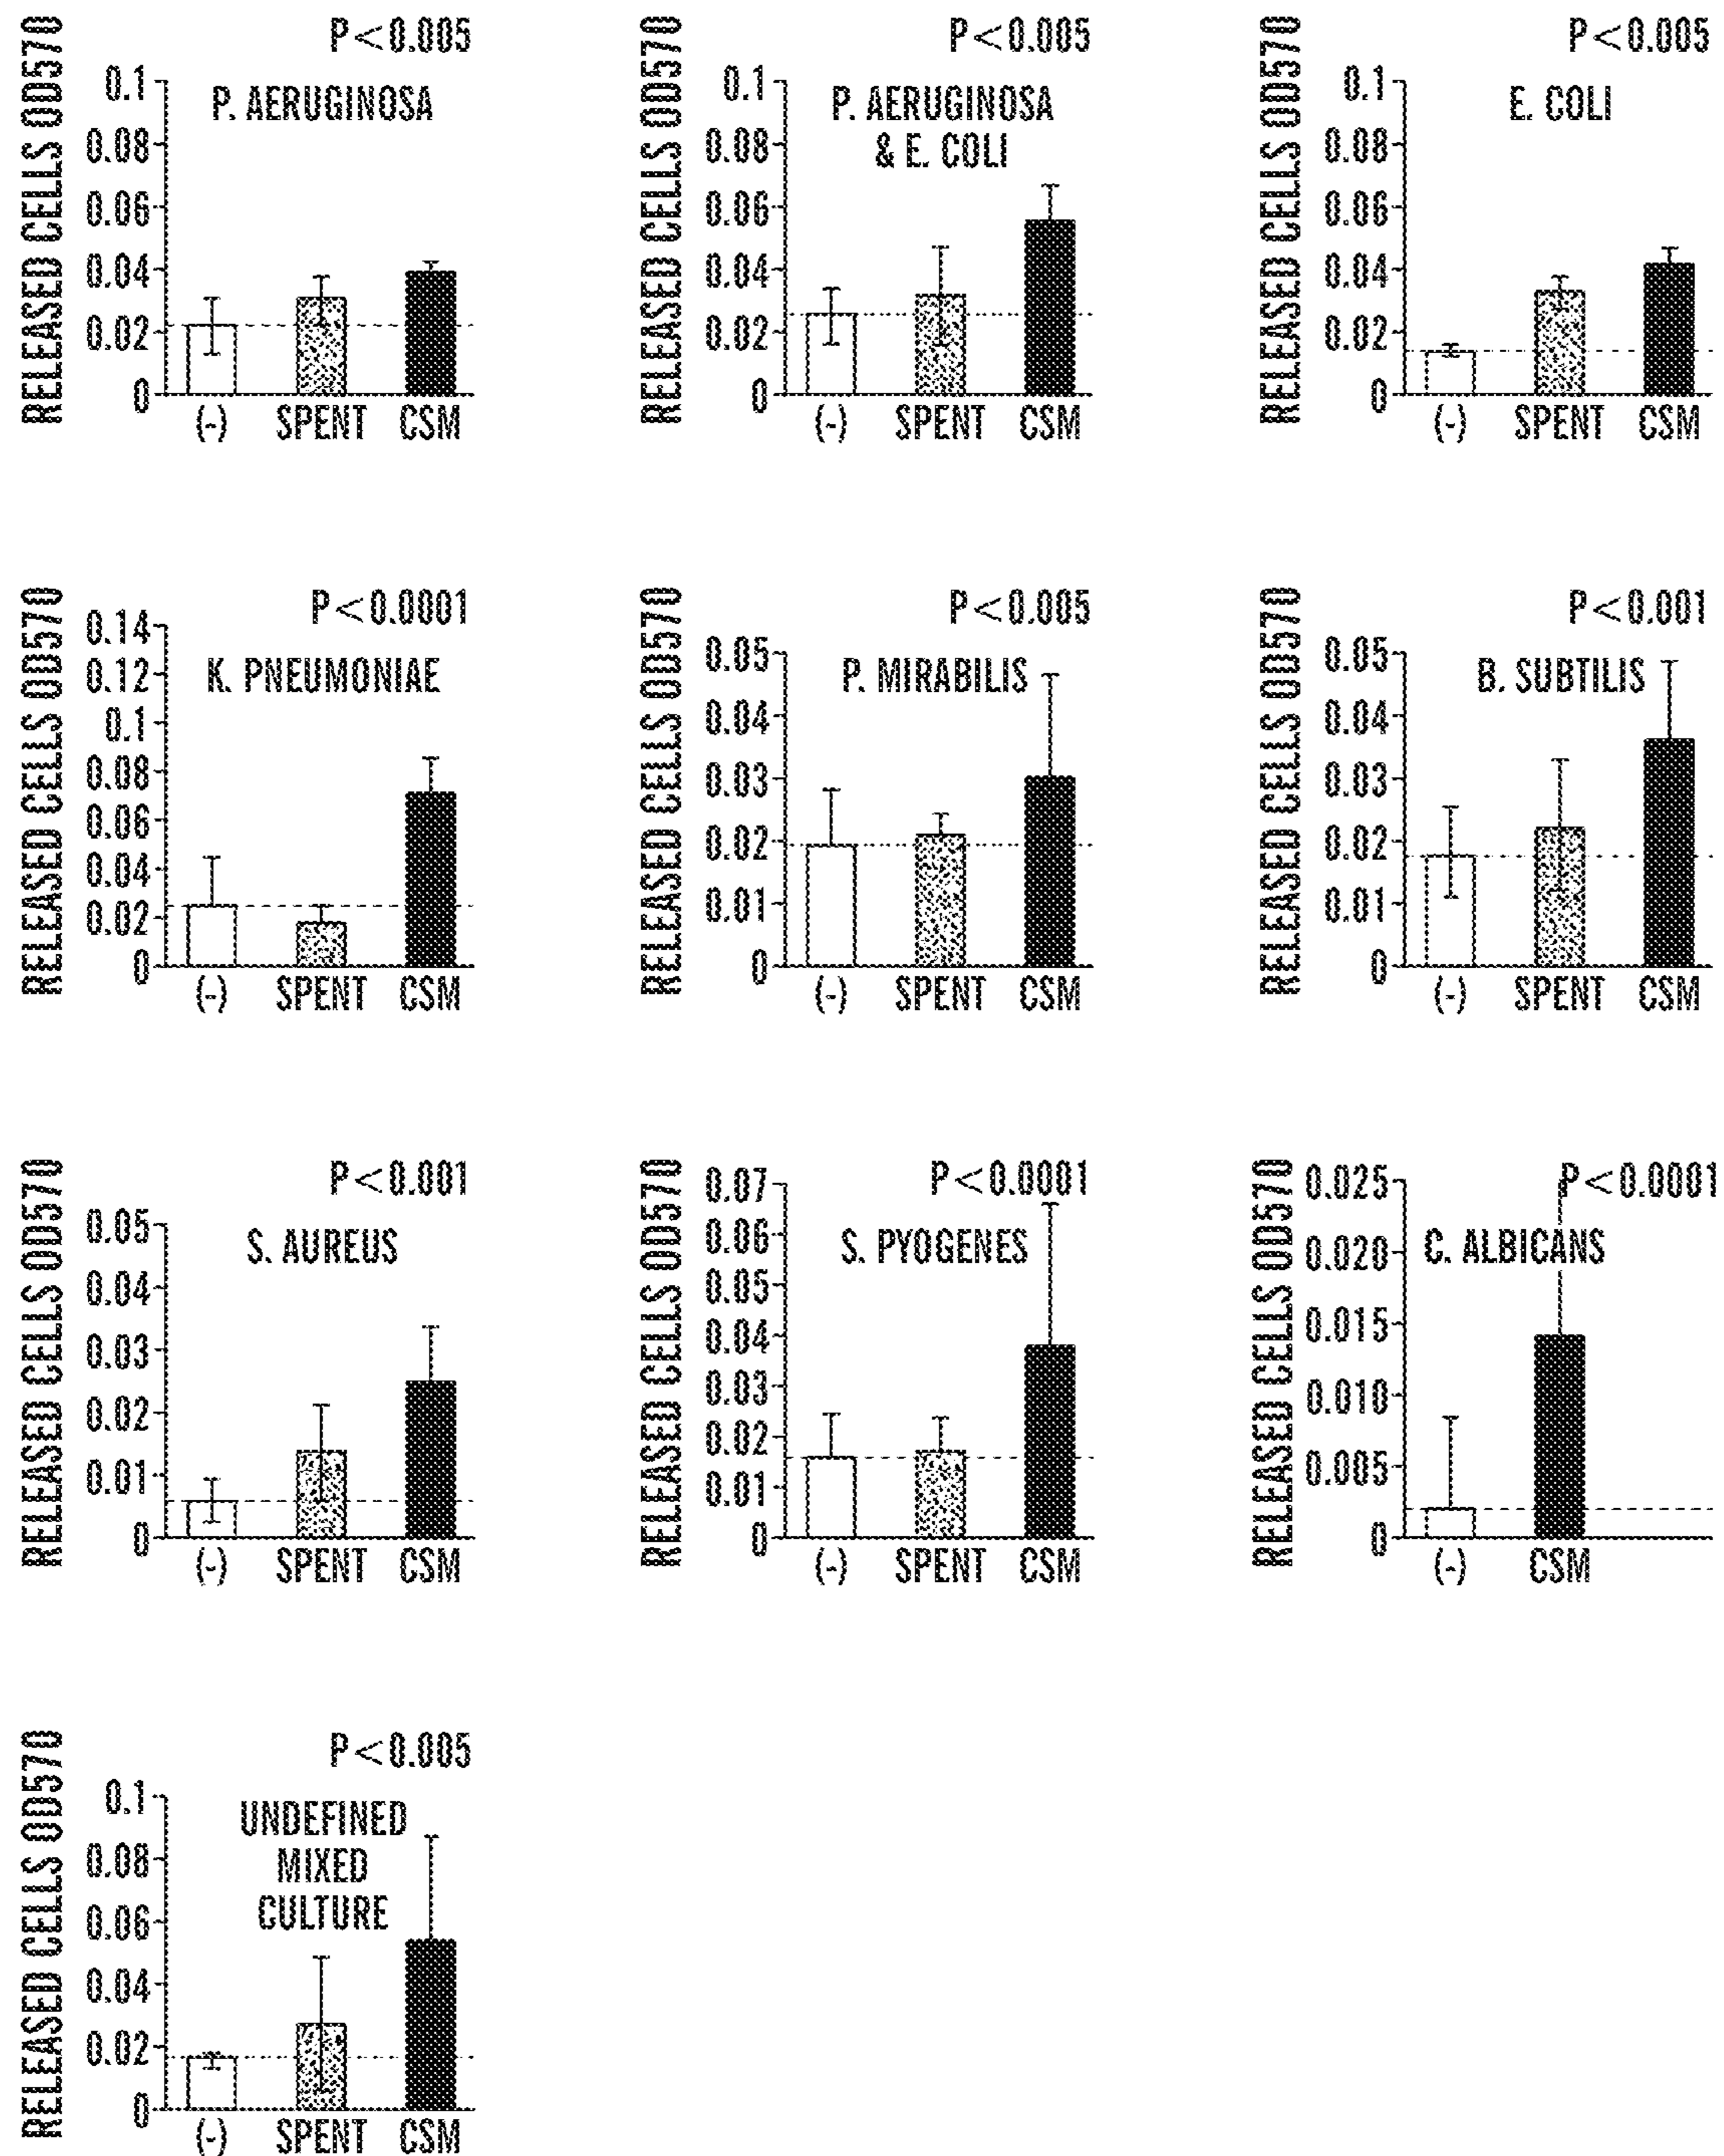 P<0.005
RELEASED CELLS OD570
P. AERUGINOSA
0.1
0.08
0.06
0.04
0.02
0
(-) SPENT CSM
P<0.005
RELEASED CELLS OD570
P. AERUGINOSA
& E. COLI
0.1
0.08
0.06
0.04
0.02
0
(-) SPENT CSM
P<0.005
RELEASED CELLS OD570
E. COLI
0.1
0.08
0.06
0.04
0.02
0
(-) SPENT CSM
P<0.0001
RELEASED CELLS OD570
K. PNEUMONIAE
0.14
0.12
0.1
0.08
0.06
0.04
0.02
0
(-) SPENT CSM
P<0.005
RELEASED CELLS OD570
P. MIRABILIS
0.05
0.04
0.03
0.02
0.01
0
(-) SPENT CSM
P<0.001
RELEASED CELLS OD570
B. SUBTILIS
0.05
0.04
0.03
0.02
0.01
0
(-) SPENT CSM
P<0.001
RELEASED CELLS OD570
S. AUREUS
0.05
0.04
0.03
0.02
0.01
0
(-) SPENT CSM
P<0.0001
RELEASED CELLS OD570
S. PYOGENES
0.07
0.06
0.05
0.04
0.03
0.02
0.01
0
(-) SPENT CSM
P<0.0001
RELEASED CELLS OD570
C. ALBICANS
0.025
0.020
0.015
0.010
0.005
0
(-) CSM
P<0.005
RELEASED CELLS OD570
UNDEFINED
MIXED
CULTURE
0.1
0.08
0.06
0.04
0.02
0
(-) SPENT CSM